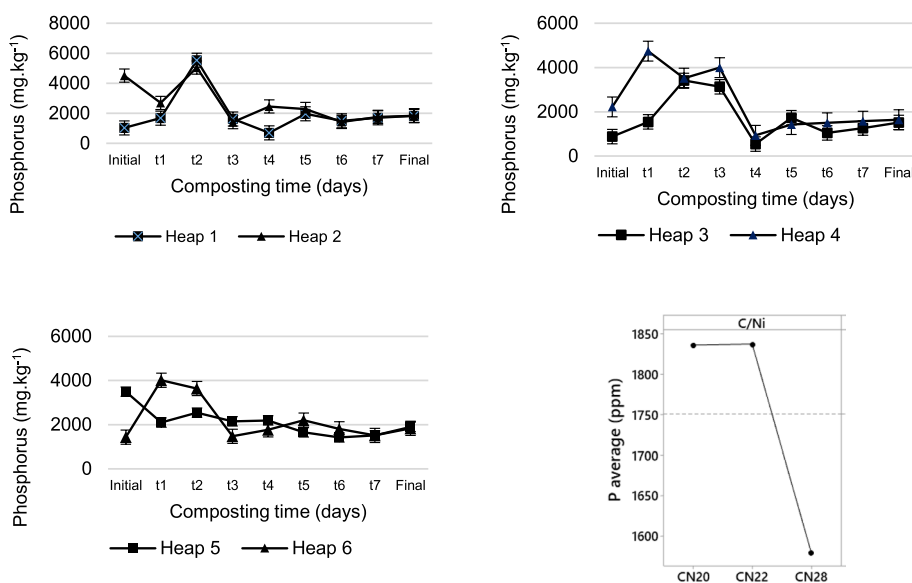 8000
6000
4000
2000
0
Phosphorus (mg.kg-1)
Initial t1 t2 t3 t4 t5 t6 t7 Final
Composting time (days)
Heap 1 Heap 2
6000
4000
2000
0
Phosphorus (mg.kg-1)
Initial t1 t2 t3 t4 t5 t6 t7 Final
Composting time (days)
Heap 3 Heap 4
6000
4000
2000
0
Phosphorus (mg.kg-1)
Initial t1 t2 t3 t4 t5 t6 t7 Final
Composting time (days)
Heap 5 Heap 6
C/Ni
1850
1800
1750
1700
1650
1600
P average (ppm)
CN20 CN22 CN28